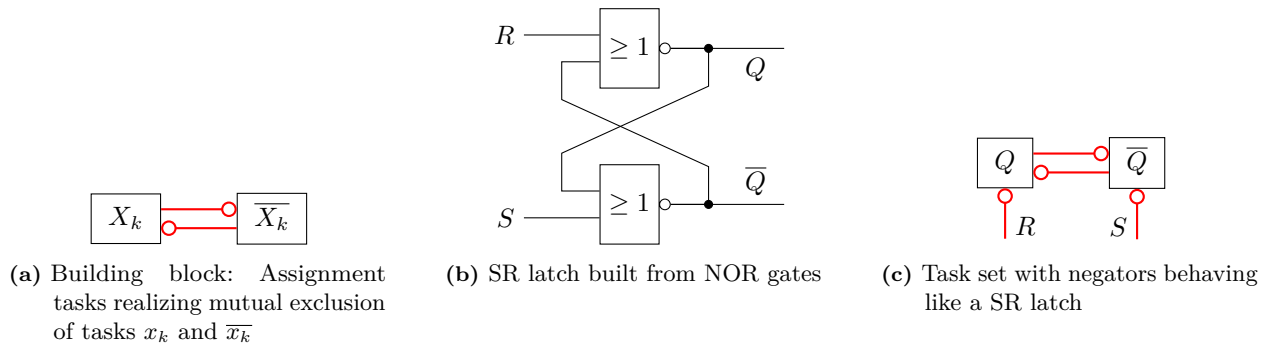 R
≥ 1
Q
S
≥ 1
Q̅
X_k
X̅_k̅
Q
Q̅
R
S
(a) Building block: Assignment
tasks realizing mutual exclusion
of tasks x_k and x̅_k̅
(b) SR latch built from NOR gates
(c) Task set with negators behaving
like a SR latch